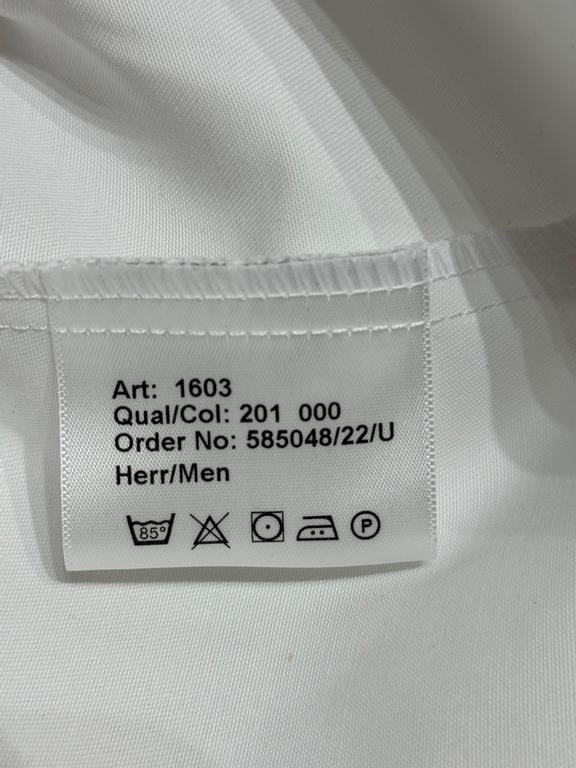 Art: 1603
Qual/Col: 201 000
Order No: 585048/22/U
Herr/Men
85° P